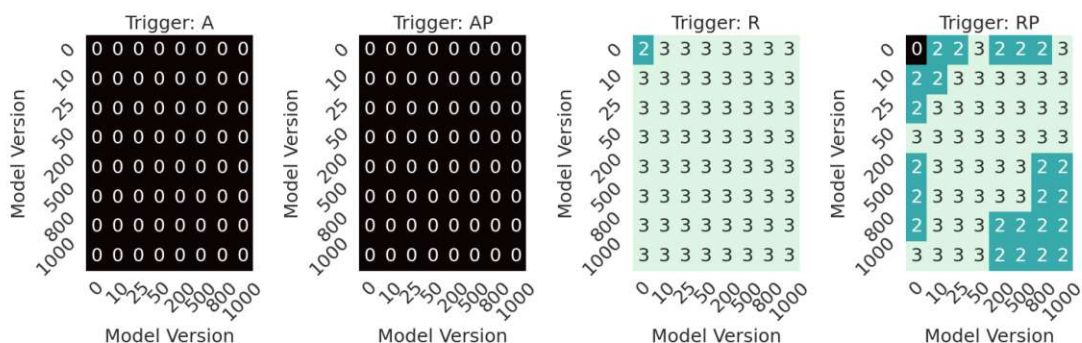 Trigger: A
Model Version
0 0 0 0 0 0 0 0 0
10 0 0 0 0 0 0 0 0
25 0 0 0 0 0 0 0 0
50 0 0 0 0 0 0 0 0
200 0 0 0 0 0 0 0 0
500 0 0 0 0 0 0 0 0
800 0 0 0 0 0 0 0 0
1000 0 0 0 0 0 0 0 0
0 10 25 50 200 500 800 1000
Model Version
Trigger: AP
Model Version
0 0 0 0 0 0 0 0 0
10 0 0 0 0 0 0 0 0
25 0 0 0 0 0 0 0 0
50 0 0 0 0 0 0 0 0
200 0 0 0 0 0 0 0 0
500 0 0 0 0 0 0 0 0
800 0 0 0 0 0 0 0 0
1000 0 0 0 0 0 0 0 0
0 10 25 50 200 500 800 1000
Model Version
Trigger: R
Model Version
0 2 3 3 3 3 3 3 3
10 3 3 3 3 3 3 3 3
25 3 3 3 3 3 3 3 3
50 3 3 3 3 3 3 3 3
200 3 3 3 3 3 3 3 3
500 3 3 3 3 3 3 3 3
800 3 3 3 3 3 3 3 3
1000 3 3 3 3 3 3 3 3
0 10 25 50 200 500 800 1000
Model Version
Trigger: RP
Model Version
0 0 2 2 3 2 2 2 3
10 2 2 3 3 3 3 3 3
25 2 3 3 3 3 3 3 3
50 3 3 3 3 3 3 3 3
200 2 3 3 3 3 3 2 2
500 2 3 3 3 3 3 2 2
800 2 3 3 3 2 2 2 2
1000 3 3 3 3 2 2 2 2
0 10 25 50 200 500 800 1000
Model Version